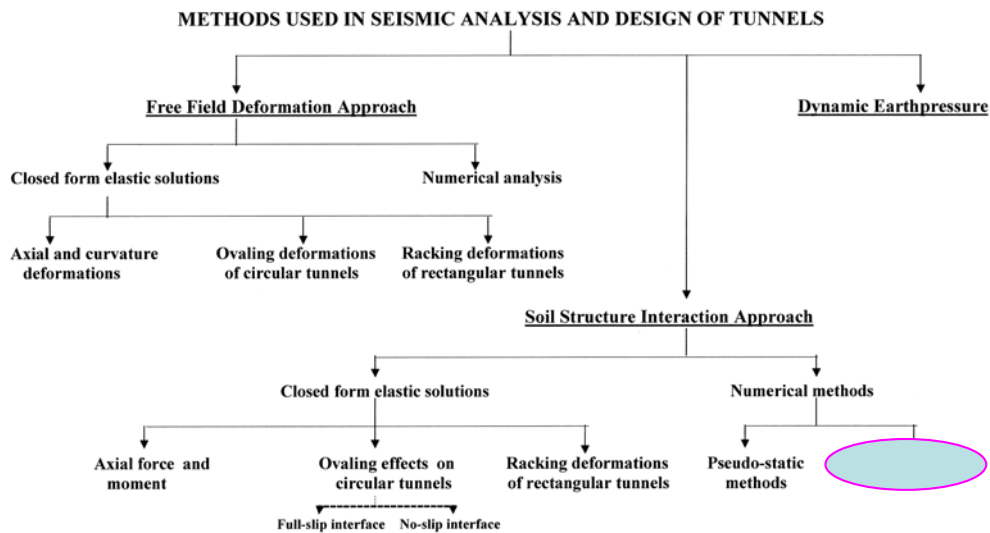 METHODS USED IN SEISMIC ANALYSIS AND DESIGN OF TUNNELS
Free Field Deformation Approach
Dynamic Earthpressure
Closed form elastic solutions
Numerical analysis
Axial and curvature
deformations
Ovaling deformations
of circular tunnels
Racking deformations
of rectangular tunnels
Soil Structure Interaction Approach
Closed form elastic solutions
Numerical methods
Axial force and
moment
Ovaling effects on
circular tunnels
Racking deformations
of rectangular tunnels
Pseudo-static
methods
Full-slip interface
No-slip interface